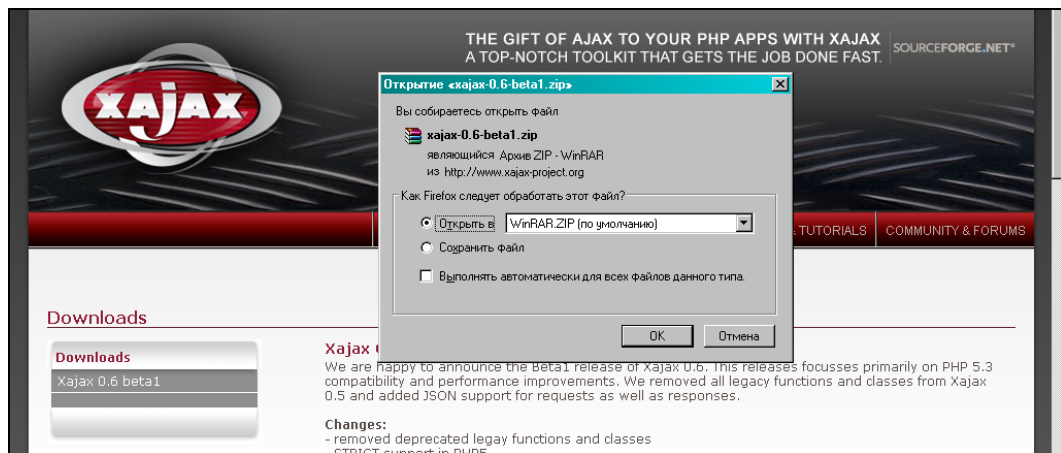 THE GIFT OF AJAX TO YOUR PHP APPS WITH XAJAX
A TOP-NOTCH TOOLKIT THAT GETS THE JOB DONE FAST.
SOURCEFORGE.NET®
XAJAX
Открытие «xajax-0.6-beta1.zip»
Вы собираетесь открыть файл
xajax-0.6-beta1.zip
являющийся Архив ZIP - WinRAR
из http://www.xajax-project.org
Как Firefox следует обработать этот файл?
Открыть в WinRAR.ZIP (по умолчанию)
Сохранить файл
Выполнять автоматически для всех файлов данного типа.
OK Отмена
TUTORIALS COMMUNITY & FORUMS
Downloads
Downloads
Xajax 0.6 beta1
Xajax
We are happy to announce the Beta1 release of Xajax 0.6. This releases focusses primarily on PHP 5.3
compatibility and performance improvements. We removed all legacy functions and classes from Xajax
0.5 and added JSON support for requests as well as responses.
Changes:
- removed deprecated legay functions and classes
- STRICT support in PHP5